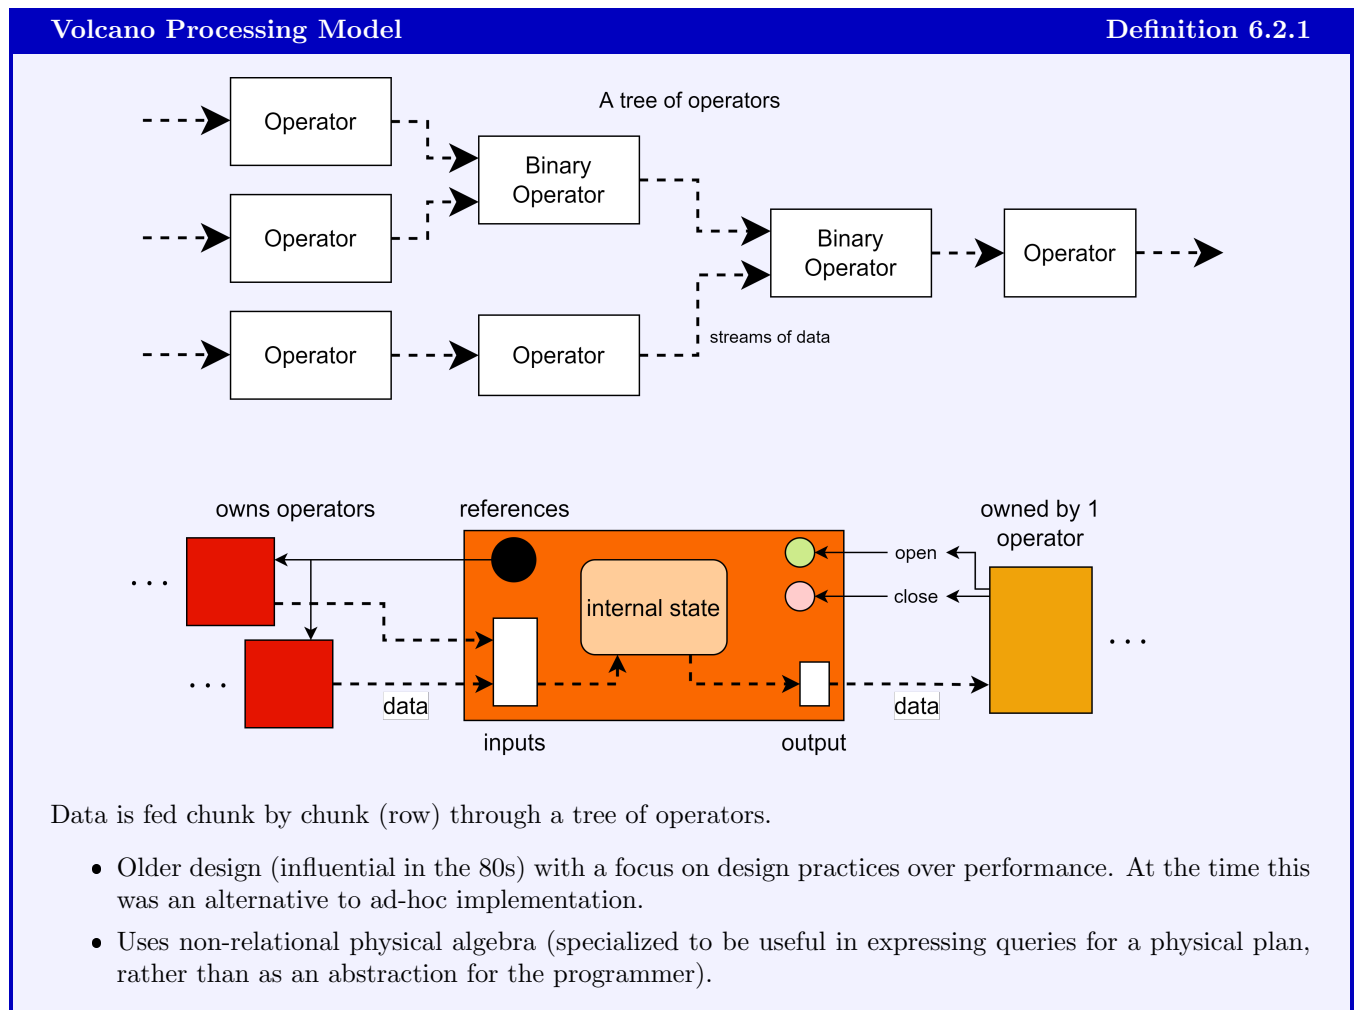 Volcano Processing Model
Definition 6.2.1
A tree of operators
Operator
Binary
Operator
Operator
Binary
Operator
Operator
Operator
Operator
streams of data
owns operators
references
owned by 1
operator
open
internal state
close
. . .
. . .
. . .
data
data
inputs
output
Data is fed chunk by chunk (row) through a tree of operators.
• Older design (influential in the 80s) with a focus on design practices over performance. At the time this
was an alternative to ad-hoc implementation.
• Uses non-relational physical algebra (specialized to be useful in expressing queries for a physical plan,
rather than as an abstraction for the programmer).